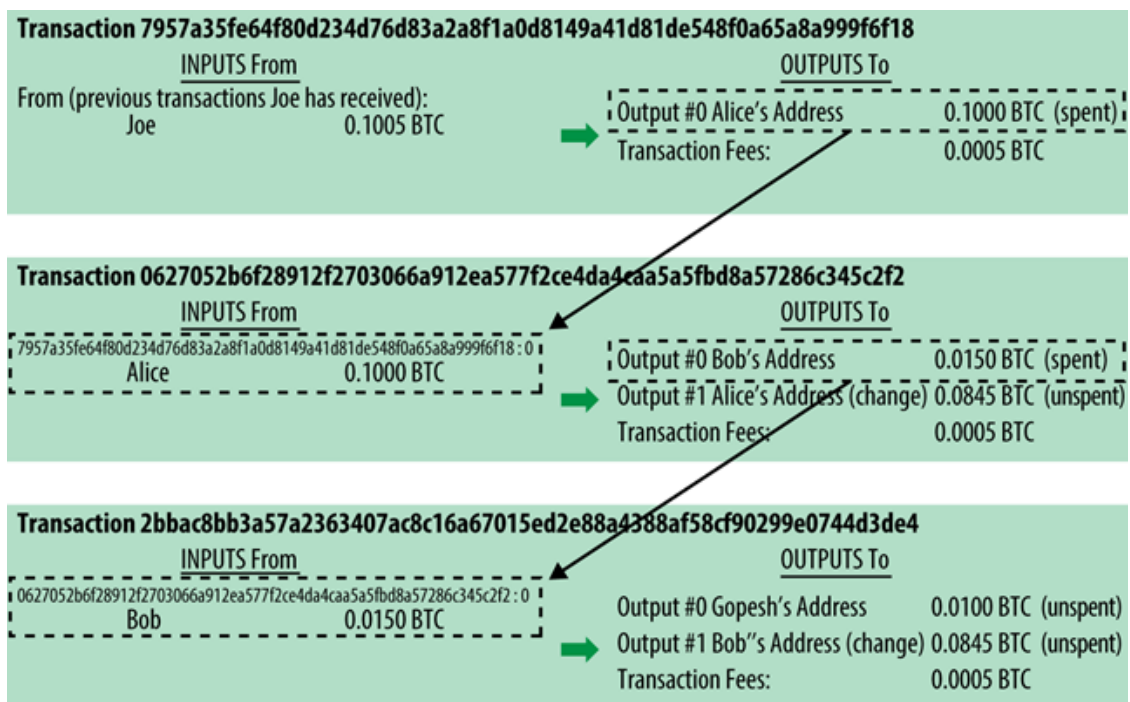 Transaction 7957a35fe64f80d234d76d83a2a8f1a0d8149a41d81de548f0a65a8a999f6f18
INPUTS From
OUTPUTS To
From (previous transactions Joe has received):
Joe 0.1005 BTC
Output #0 Alice's Address 0.1000 BTC (spent)
Transaction Fees: 0.0005 BTC
Transaction 0627052b6f28912f2703066a912ea577f2ce4da4caa5a5fbd8a57286c345c2f2
INPUTS From
OUTPUTS To
7957a35fe64f80d234d76d83a2a8f1a0d8149a41d81de548f0a65a8a999f6f18 : 0
Alice 0.1000 BTC
Output #0 Bob's Address 0.0150 BTC (spent)
Output #1 Alice's Address (change) 0.0845 BTC (unspent)
Transaction Fees: 0.0005 BTC
Transaction 2bbac8bb3a57a2363407ac8c16a67015ed2e88a4388af58cf90299e0744d3de4
INPUTS From
OUTPUTS To
0627052b6f28912f2703066a912ea577f2ce4da4caa5a5fbd8a57286c345c2f2 : 0
Bob 0.0150 BTC
Output #0 Gopesh's Address 0.0100 BTC (unspent)
Output #1 Bob''s Address (change) 0.0845 BTC (unspent)
Transaction Fees: 0.0005 BTC